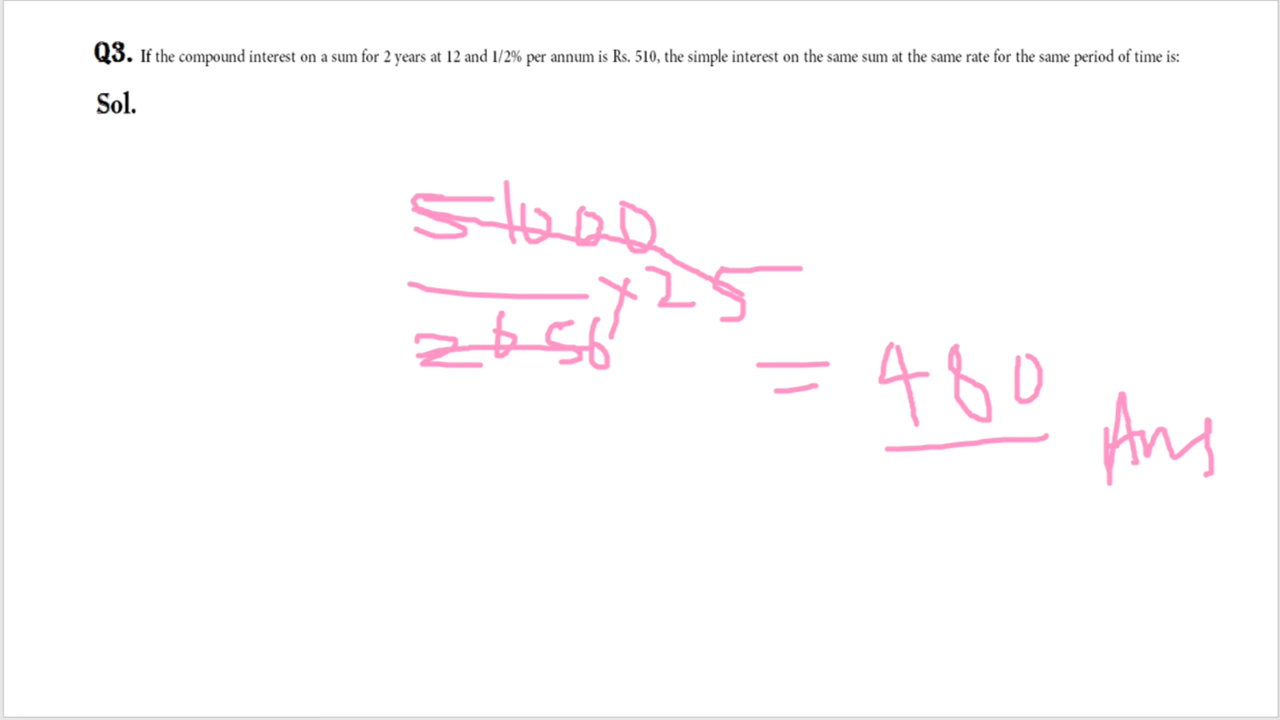 Q3. If the compound interest on a sum for 2 years at 12 and 1/2% per annum is Rs. 510, the simple interest on the same sum at the same rate for the same period of time is:
Sol.
51000
× 25
2656
= 480
Ans